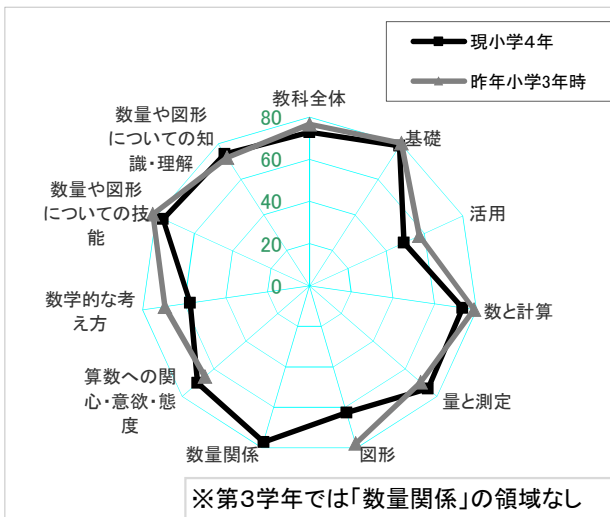 現小学４年
昨年小学3年時
教科全体
基礎
活用
数と計算
量と測定
図形
数量関係
算数への関
心・意欲・態
度
数学的な考
え方
数量や図形
についての技
能
数量や図形
についての知
識・理解
80
60
40
20
0
※第3学年では「数量関係」の領域なし